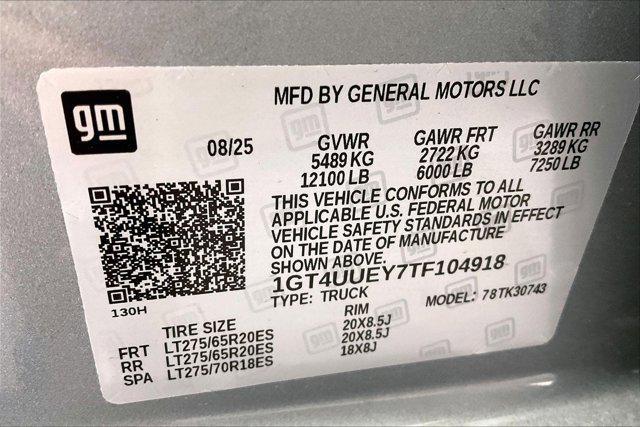 gm
MFD BY GENERAL MOTORS LLC
08/25
GVWR GAWR FRT GAWR RR
5489 KG 2722 KG 3289 KG
12100 LB 6000 LB 7250 LB
THIS VEHICLE CONFORMS TO ALL
APPLICABLE U.S. FEDERAL MOTOR
VEHICLE SAFETY STANDARDS IN EFFECT
ON THE DATE OF MANUFACTURE
SHOWN ABOVE.
1GT4UUEY7TF104918
130H
TYPE: TRUCK MODEL: 78TK30743
TIRE SIZE RIM
FRT LT275/65R20ES 20X8.5J
RR LT275/65R20ES 20X8.5J
SPA LT275/70R18ES 18X8J